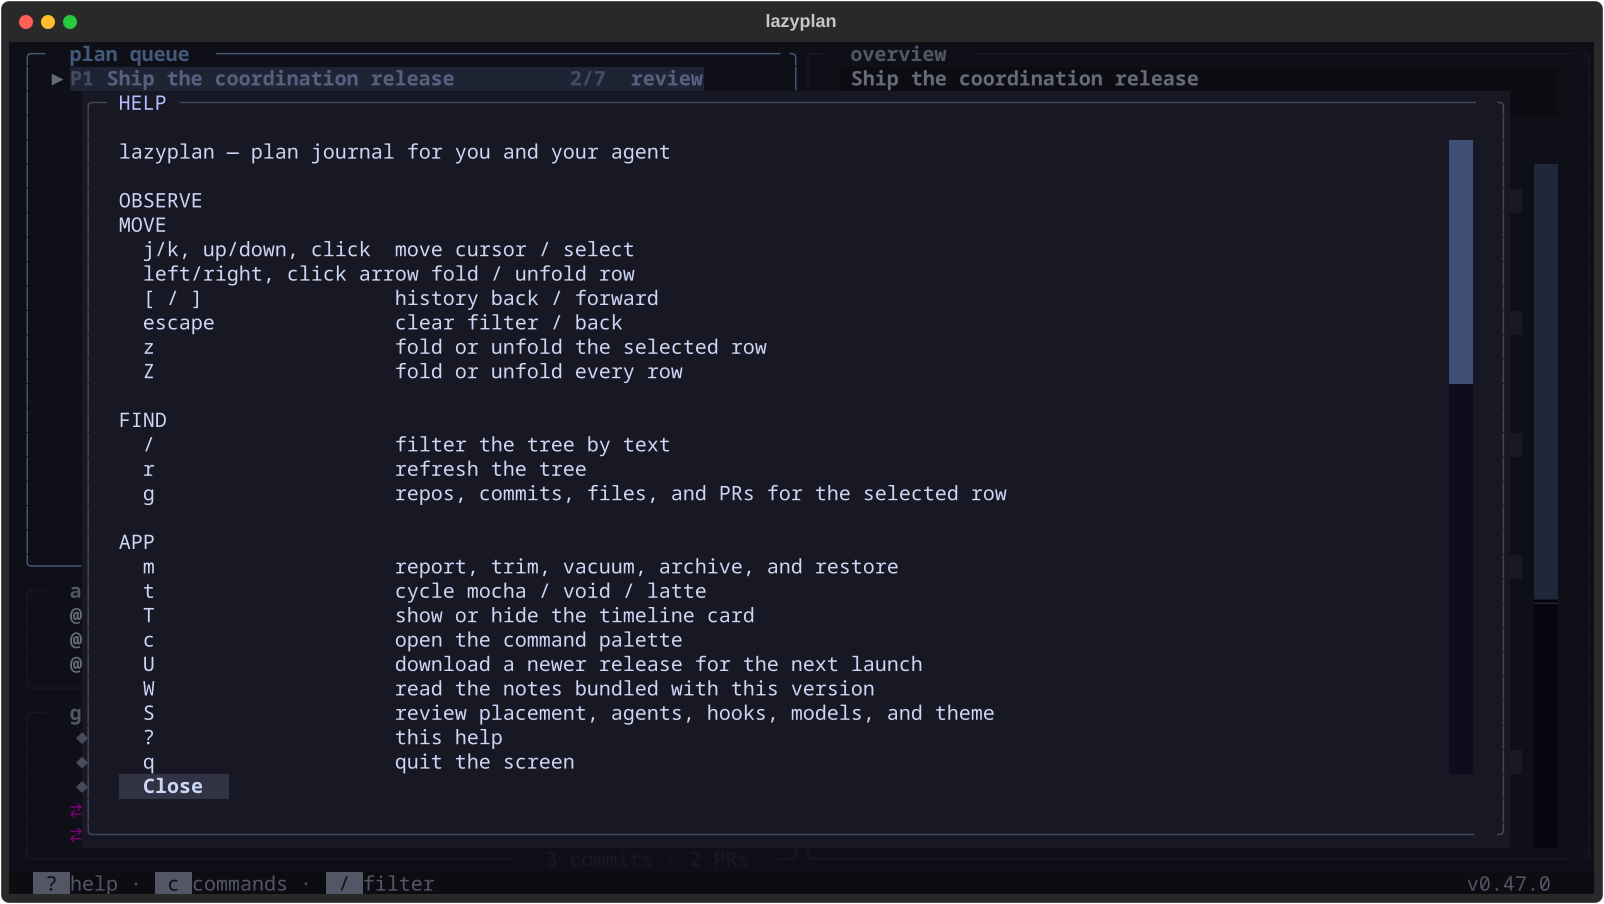 lazyplan
plan queue
overview
▶ P1 Ship the coordination release 2/7 review
Ship the coordination release
HELP
lazyplan — plan journal for you and your agent
OBSERVE
MOVE
j/k, up/down, click move cursor / select
left/right, click arrow fold / unfold row
[ / ] history back / forward
escape clear filter / back
z fold or unfold the selected row
Z fold or unfold every row
FIND
/ filter the tree by text
r refresh the tree
g repos, commits, files, and PRs for the selected row
APP
m report, trim, vacuum, archive, and restore
t cycle mocha / void / latte
T show or hide the timeline card
c open the command palette
U download a newer release for the next launch
W read the notes bundled with this version
S review placement, agents, hooks, models, and theme
? this help
q quit the screen
Close
a
@
@
@
g
◆
◆
◆
⇄
⇄
3 commits · 2 PRs
? help · c commands · / filter
v0.47.0